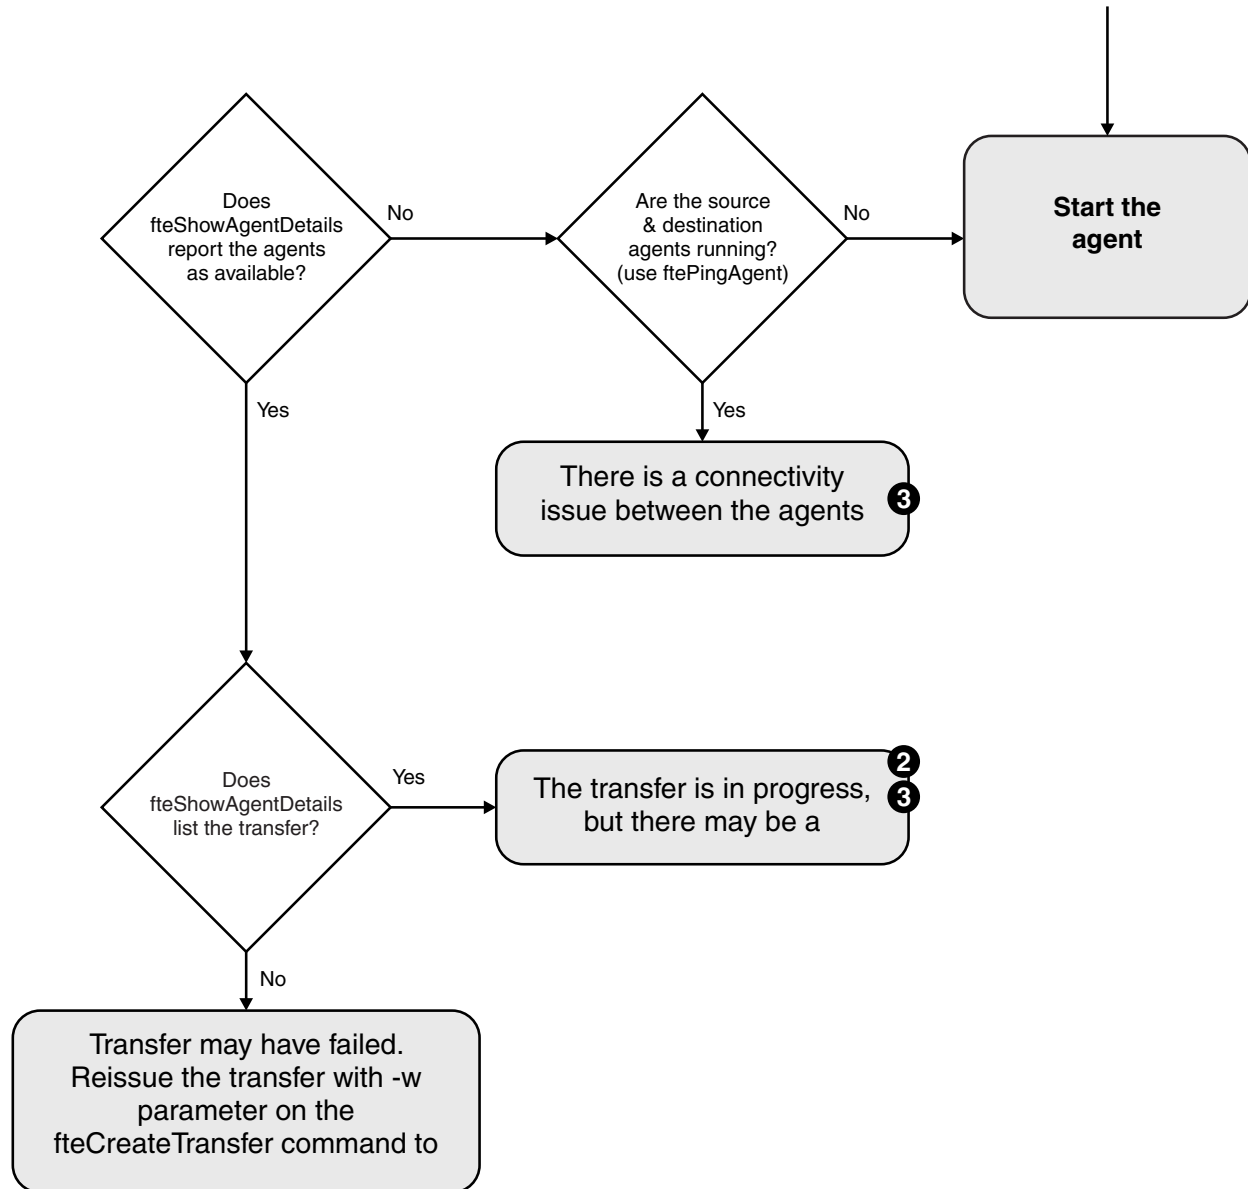 Does
fteShowAgentDetails
report the agents
as available?
No
Are the source
& destination
agents running?
(use ftePingAgent)
No
Start the
agent
Yes
Yes
There is a connectivity
issue between the agents
3
Does
fteShowAgentDetails
list the transfer?
Yes
The transfer is in progress,
but there may be a
2
3
No
Transfer may have failed.
Reissue the transfer with -w
parameter on the
fteCreateTransfer command to